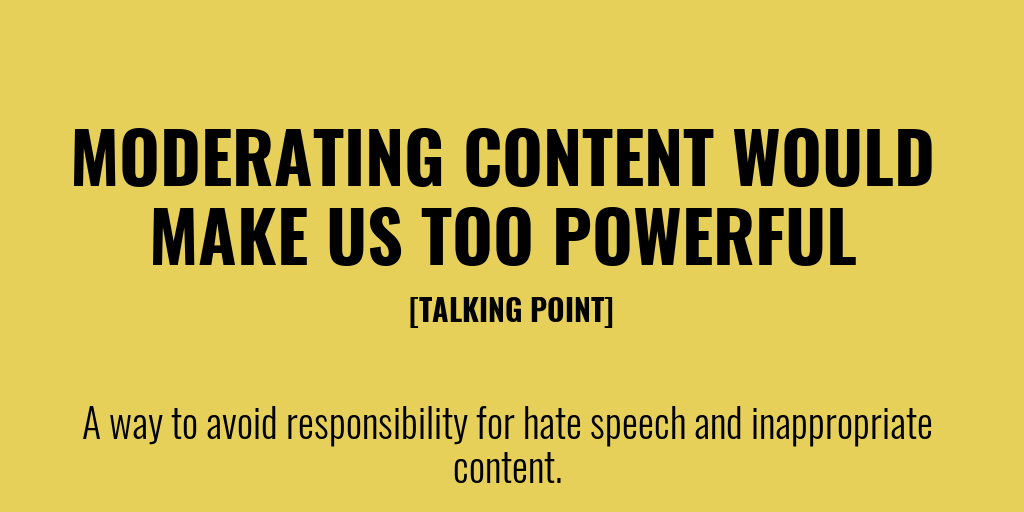 MODERATING CONTENT WOULD
MAKE US TOO POWERFUL
[TALKING POINT]
A way to avoid responsibility for hate speech and inappropriate
content.